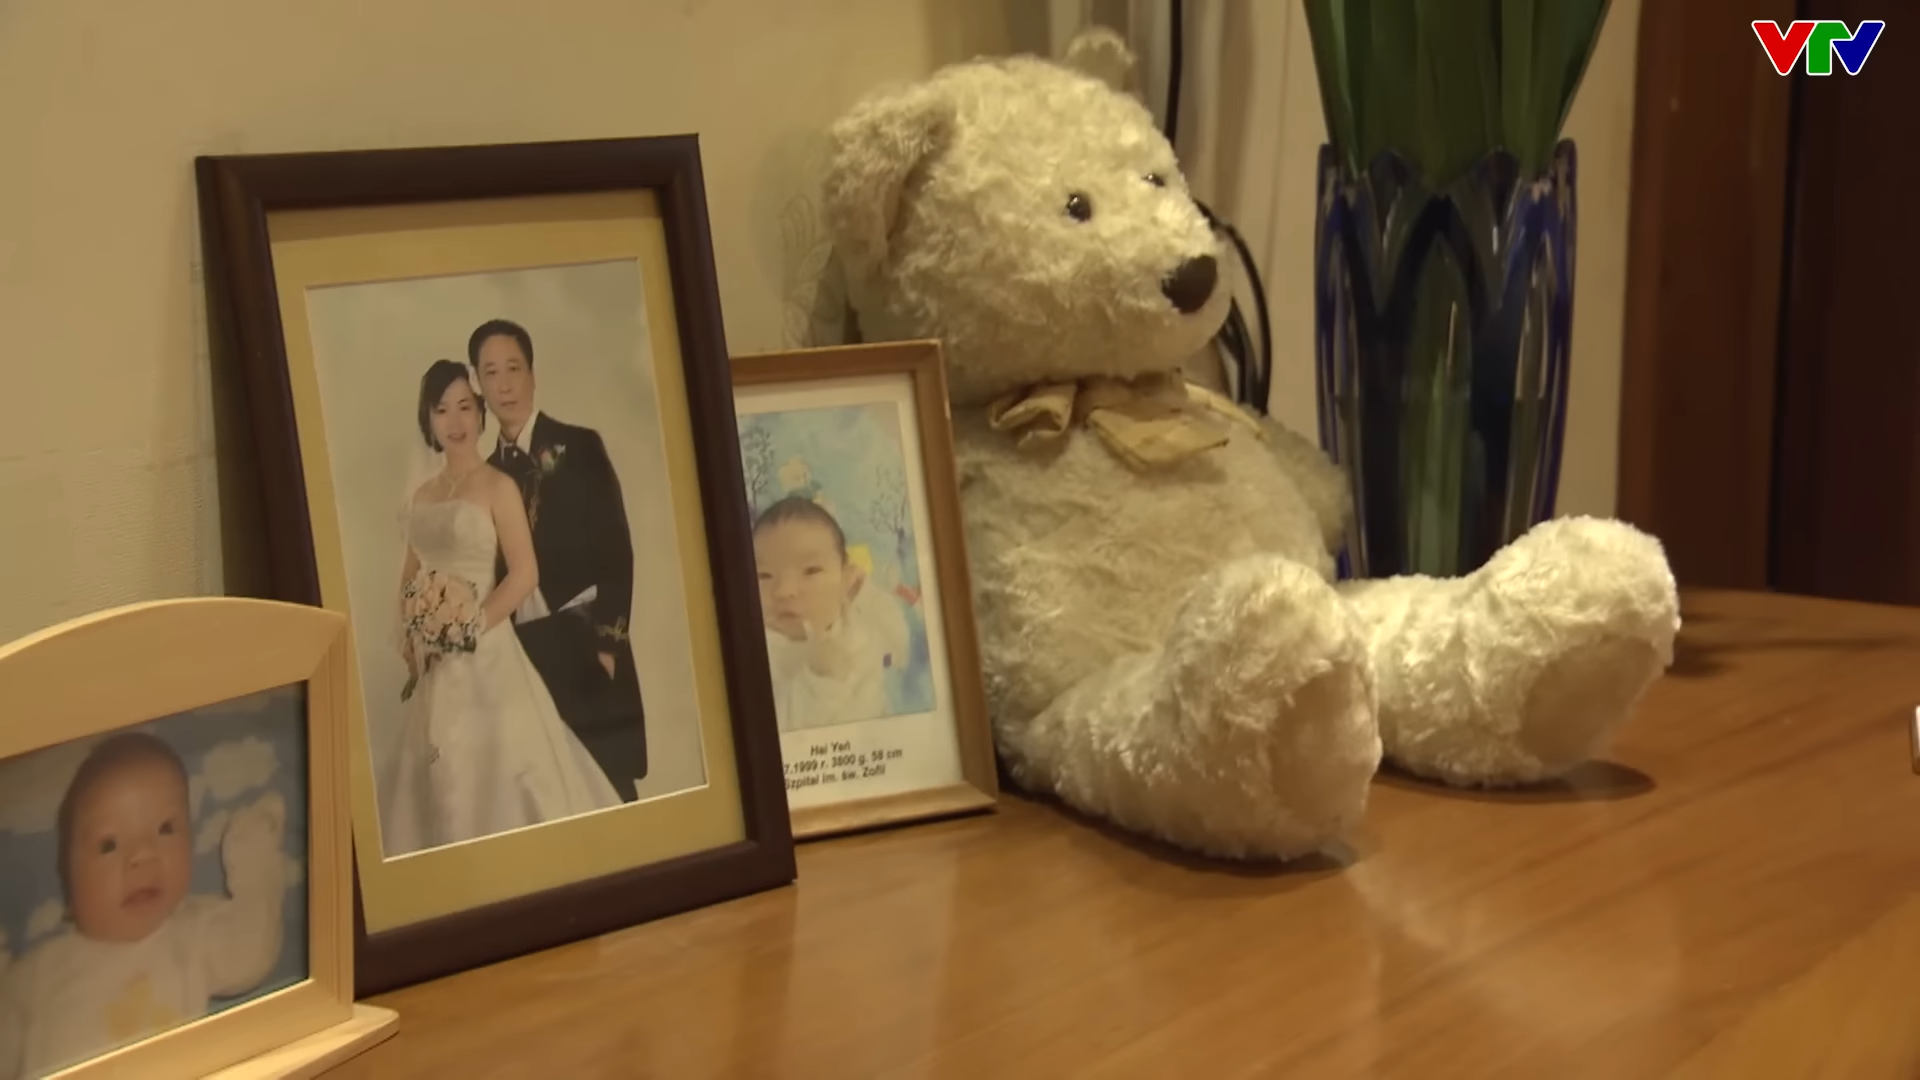 VTV
Hai Yen
7.1999 r. 3800 g. 58 cm
Szpital im. św. Zofii